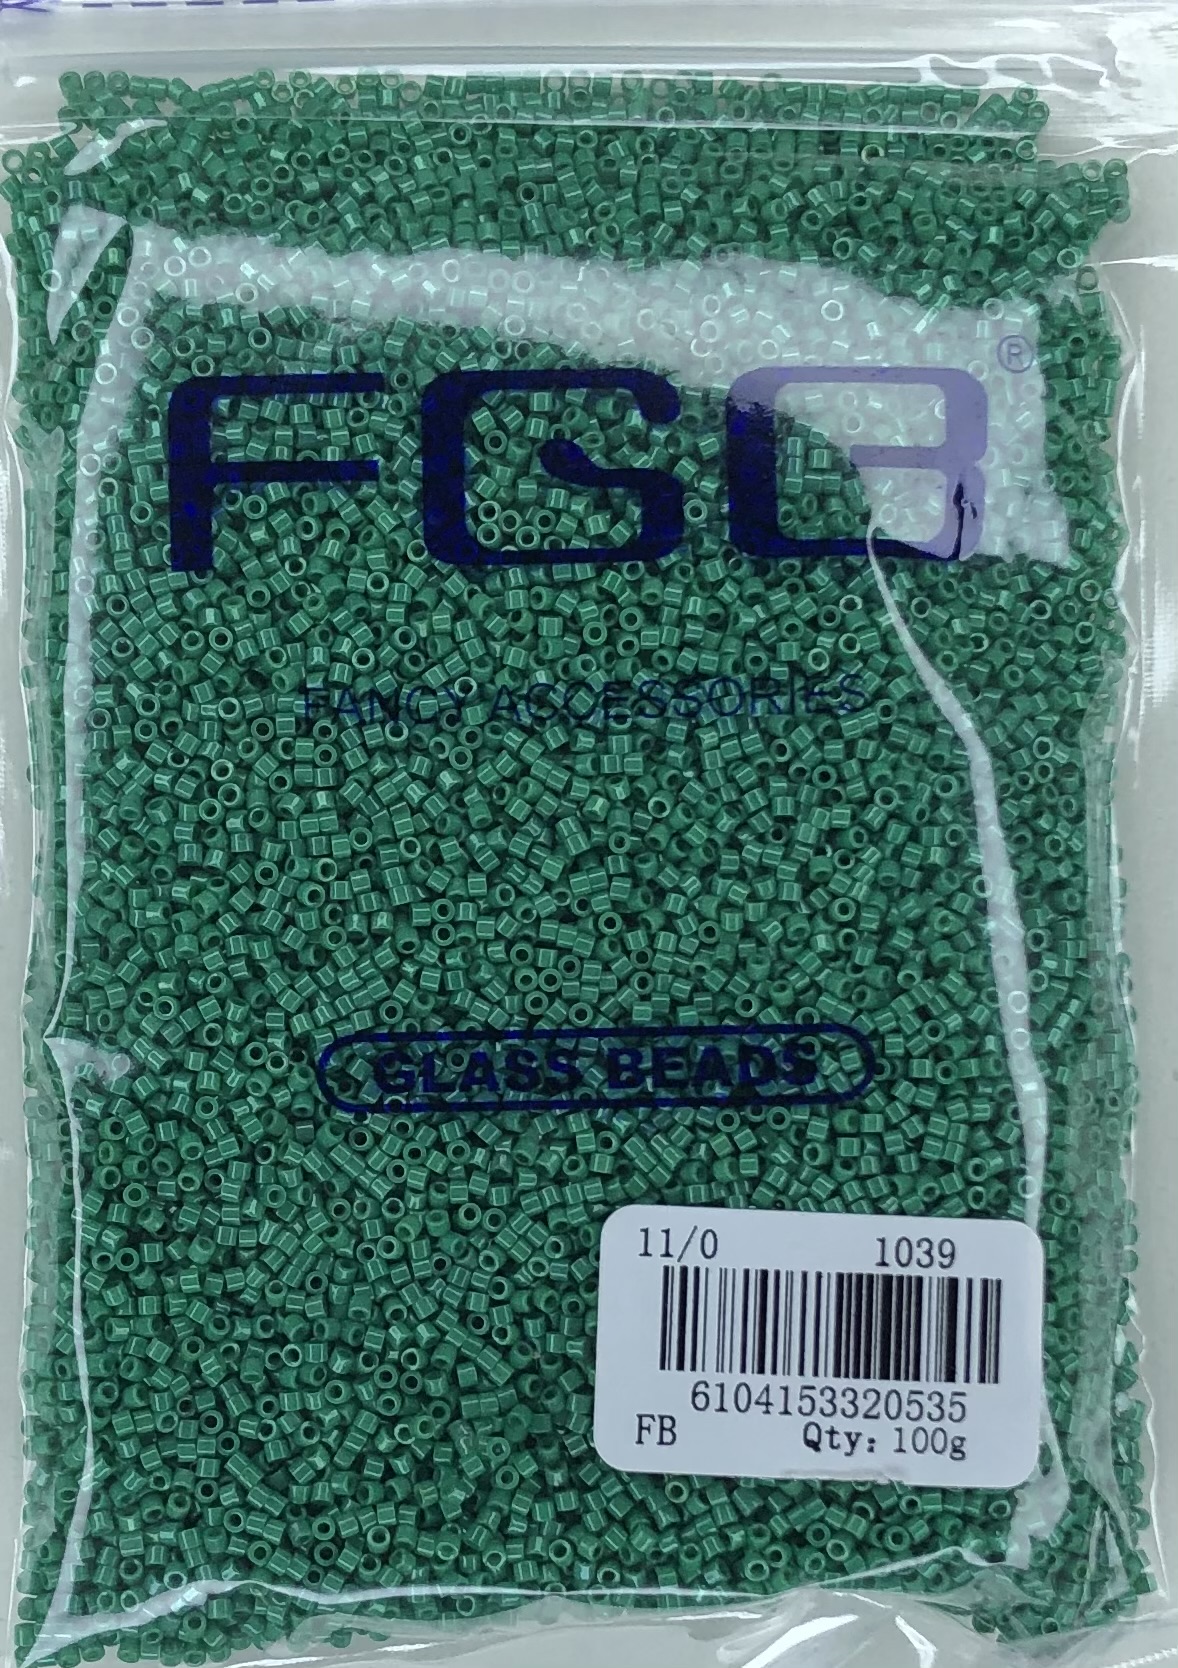 FGB®
FANCY ACCESSORIES
GLASS BEADS
11/0 1039
6104153320535
FB Qty: 100g